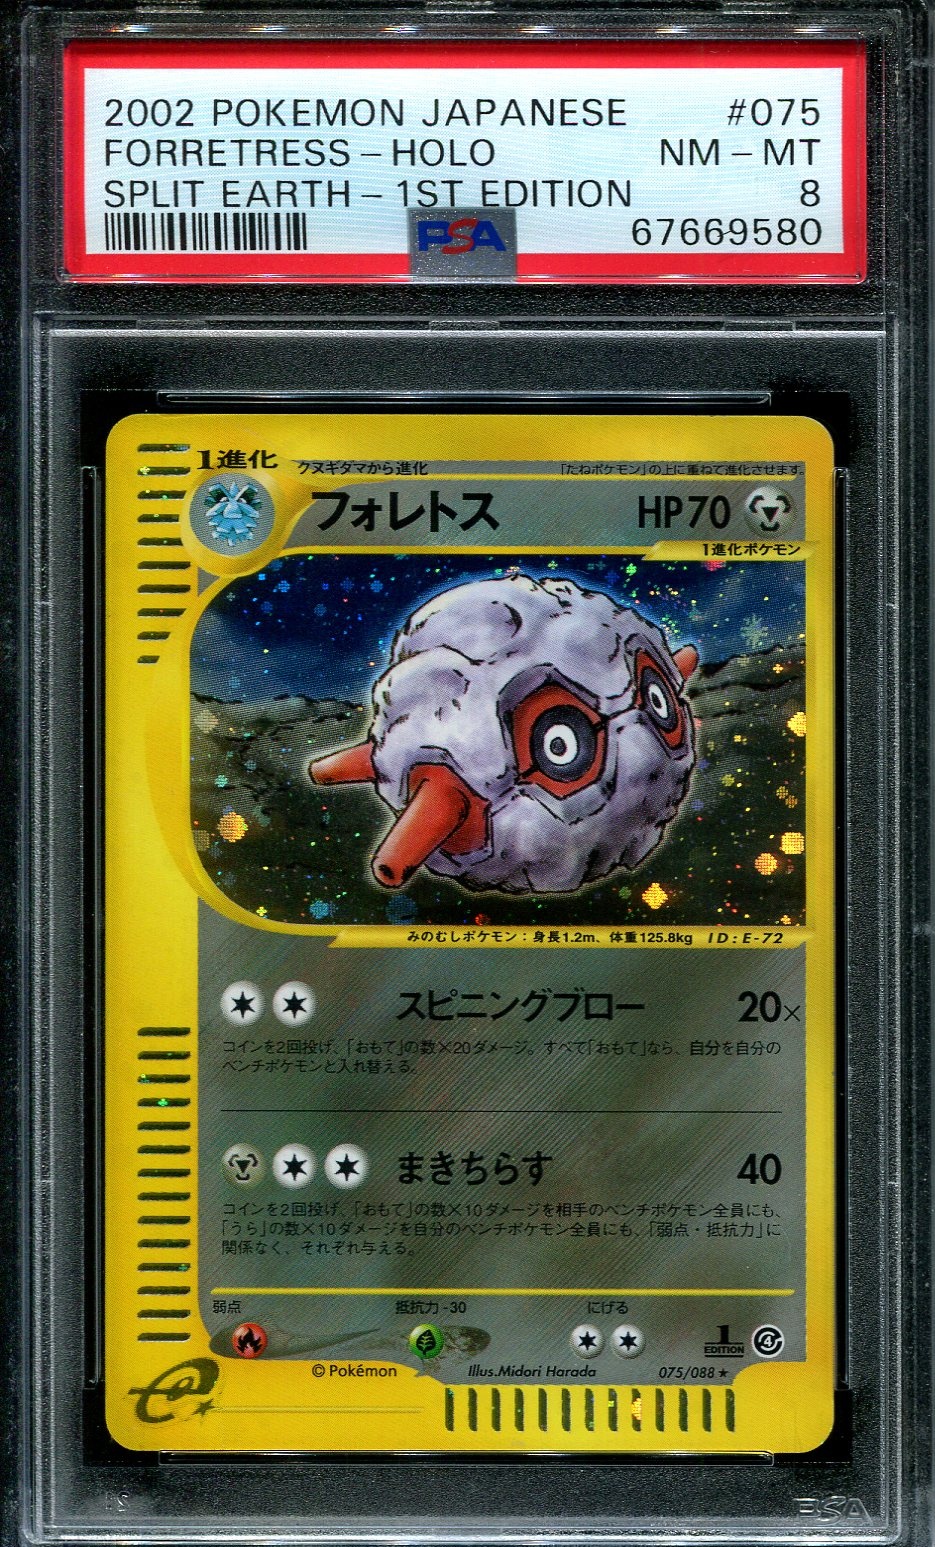 2002 POKEMON JAPANESE #075
FORRETRESS – HOLO NM – MT
SPLIT EARTH – 1ST EDITION 8
PSA 67669580
1進化 クヌギダマから進化 「たねポケモン」の上に重ねて進化させます。
フォレトス HP70
1進化ポケモン
みのむしポケモン：身長1.2m、体重125.8kg ID：E-72
スピニングブロー 20×
コインを2回投げ、「おもて」の数×20ダメージ。すべて「おもて」なら、自分を自分の
ベンチポケモンと入れ替える。
まきちらす 40
コインを2回投げ、「おもて」の数×10ダメージを相手のベンチポケモン全員にも、
「うら」の数×10ダメージを自分のベンチポケモン全員にも、「弱点・抵抗力」に
関係なく、それぞれ与える。
弱点 抵抗力 -30 にげる
1
EDITION
© Pokémon Illus.Midori Harada 075/088 ★
e
PSA